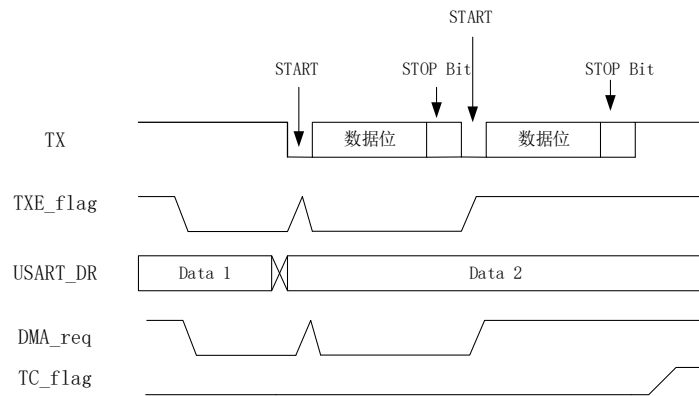 START
START
STOP Bit
STOP Bit
TX
数据位
数据位
TXE_flag
USART_DR
Data 1
Data 2
DMA_req
TC_flag